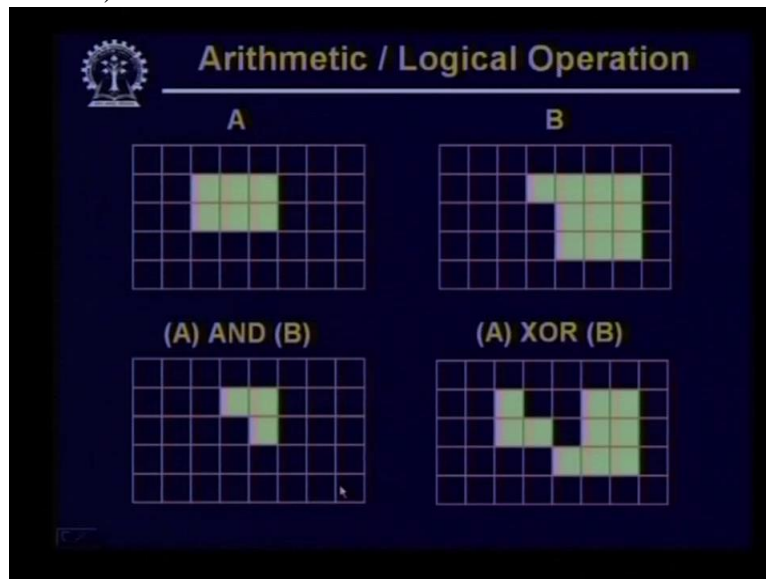 Arithmetic / Logical Operation
A
B
(A) AND (B)
(A) XOR (B)